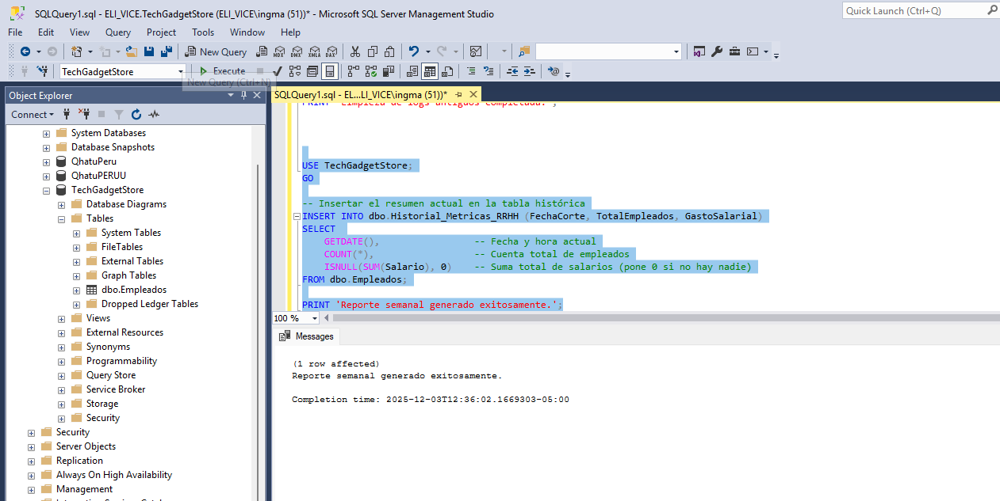 SQLQuery1.sql - ELI_VICE.TechGadgetStore (ELI_VICE\ingma (51))* - Microsoft SQL Server Management Studio
Quick Launch (Ctrl+Q)
File Edit View Query Project Tools Window Help
New Query MDX DMX XMLA DAX
TechGadgetStore Execute
New Query (Ctrl+N)
Object Explorer
Connect
System Databases
Database Snapshots
QhatuPeru
QhatuPERUU
TechGadgetStore
Database Diagrams
Tables
System Tables
FileTables
External Tables
Graph Tables
dbo.Empleados
Dropped Ledger Tables
Views
External Resources
Synonyms
Programmability
Query Store
Service Broker
Storage
Security
Security
Server Objects
Replication
Always On High Availability
Management
SQLQuery1.sql - EL...LI_VICE\ingma (51))*
PRINT 'Limpieza de logs antiguos completada.';
USE TechGadgetStore;
GO
-- Insertar el resumen actual en la tabla histórica
INSERT INTO dbo.Historial_Metricas_RRHH (FechaCorte, TotalEmpleados, GastoSalarial)
SELECT
GETDATE(), -- Fecha y hora actual
COUNT(*), -- Cuenta total de empleados
ISNULL(SUM(Salario), 0) -- Suma total de salarios (pone 0 si no hay nadie)
FROM dbo.Empleados;
PRINT 'Reporte semanal generado exitosamente.';
100 %
Messages
(1 row affected)
Reporte semanal generado exitosamente.
Completion time: 2025-12-03T12:36:02.1669303-05:00